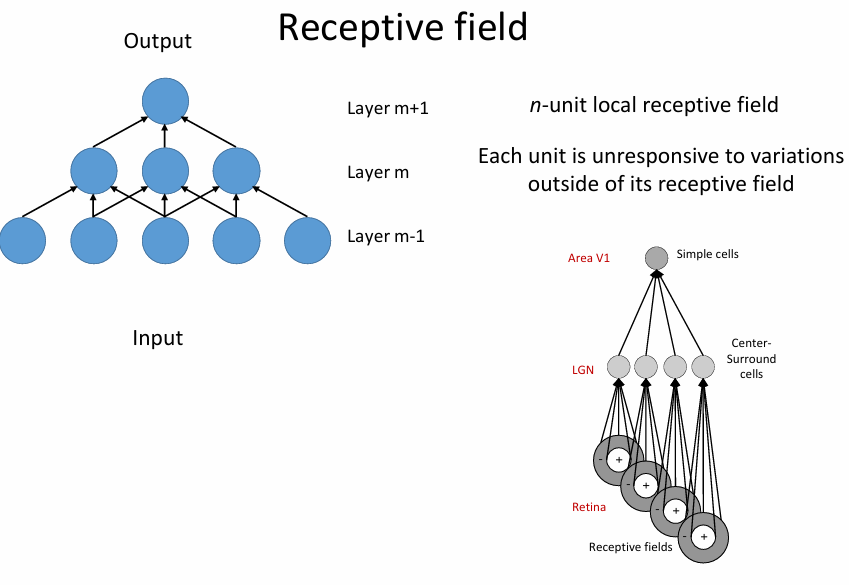 Receptive field
Output
Layer m+1
Layer m
Layer m-1
Input
n-unit local receptive field
Each unit is unresponsive to variations
outside of its receptive field
Area V1
Simple cells
LGN
Center-
Surround
cells
- +
- +
- +
- +
Retina
Receptive fields